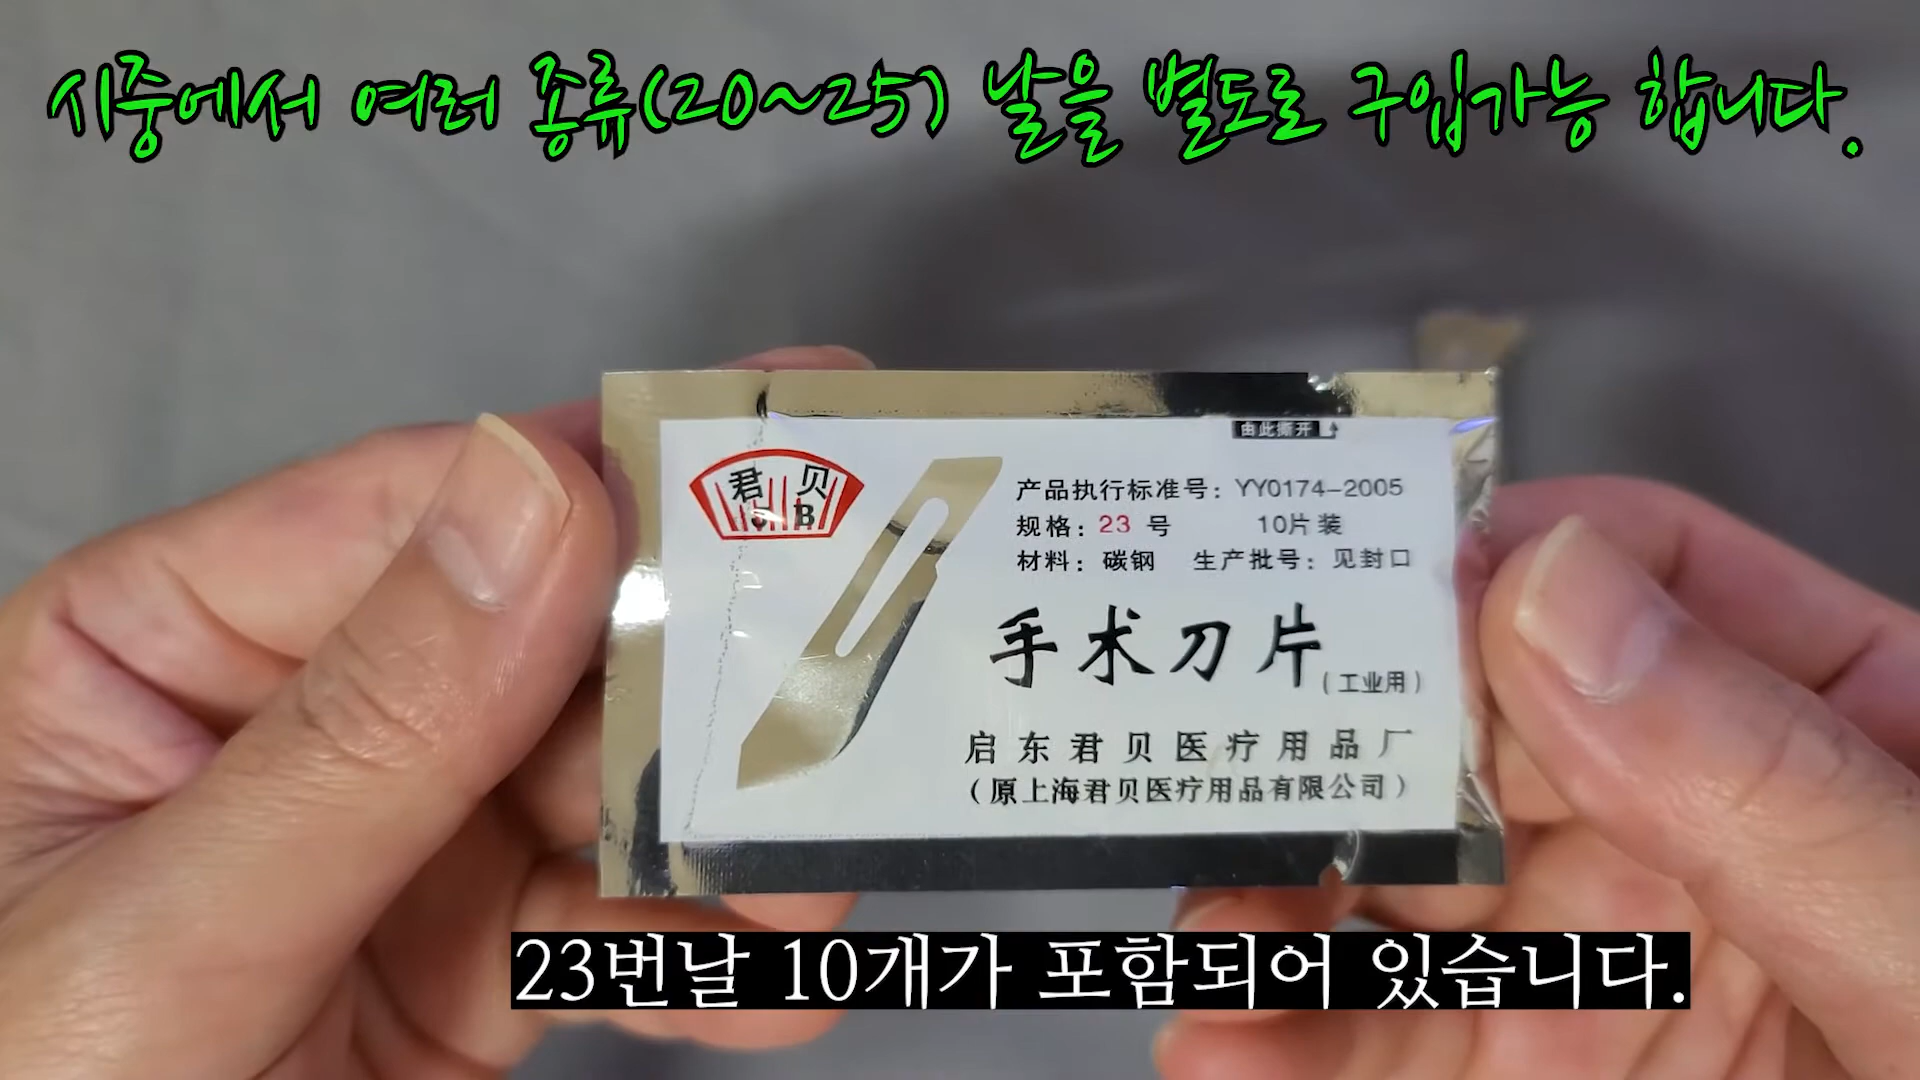 시중에서 여러 종류(20~25) 날을 별도로 구입가능 합니다.
由此撕开
君 贝
J B
产品执行标准号：YY0174-2005
规格：23 号 10片装
材料：碳钢 生产批号：见封口
手术刀片(工业用)
启东君贝医疗用品厂
(原上海君贝医疗用品有限公司)
23번날 10개가 포함되어 있습니다.